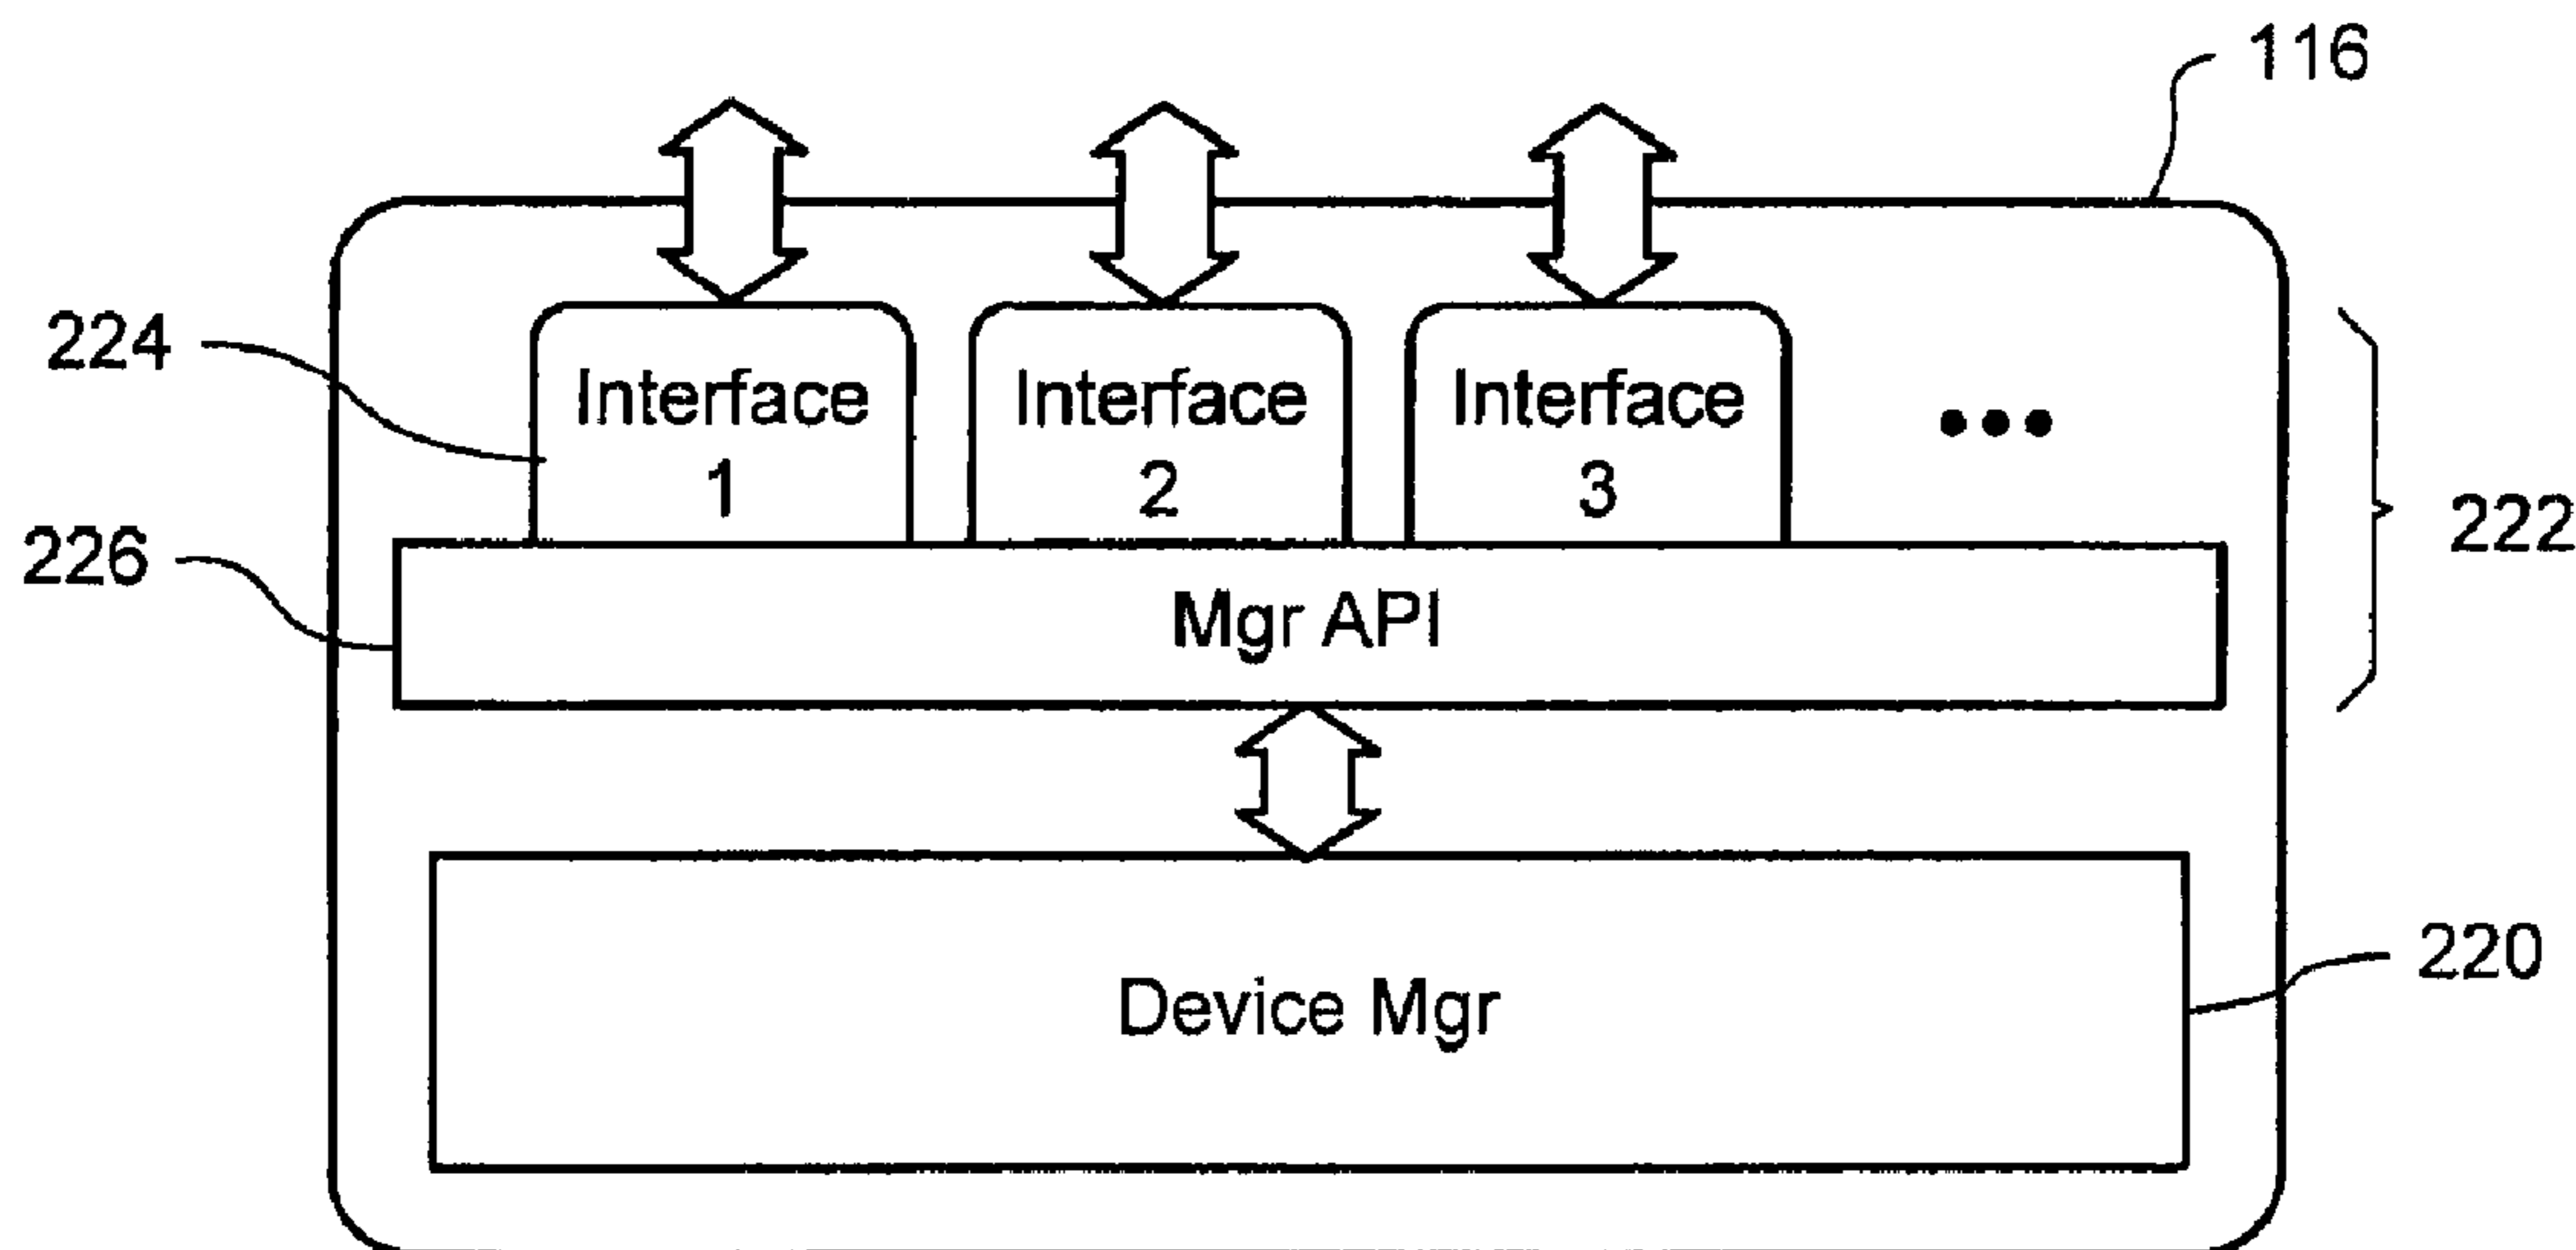 116
224
Interface 1
Interface 2
Interface 3
•••
226
Mgr API
222
Device Mgr
220